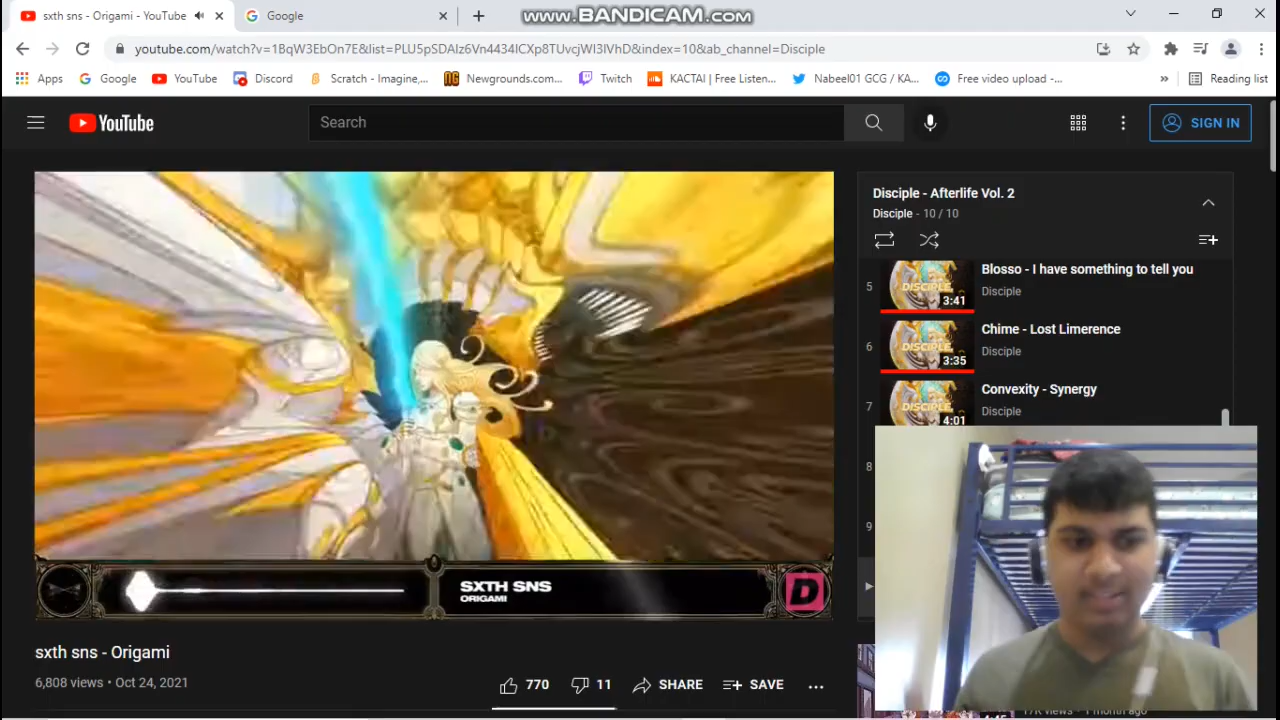 sxth sns - Origami - YouTube
Google
www.BANDICAM.com
youtube.com/watch?v=1BqW3EbOn7E&list=PLU5pSDAIz6Vn4434ICXp8TUvcjWI3IVhD&index=10&ab_channel=Disciple
Apps
Google
YouTube
Discord
Scratch - Imagine,...
Newgrounds.com...
Twitch
KACTAI | Free Listen...
Nabeel01 GCG / KA...
Free video upload -...
»
Reading list
YouTube
Search
SIGN IN
Disciple - Afterlife Vol. 2
Disciple - 10 / 10
5
DISCIPLE
3:41
Blosso - I have something to tell you
Disciple
6
DISCIPLE
3:35
Chime - Lost Limerence
Disciple
7
DISCIPLE
4:01
Convexity - Synergy
Disciple
8
9
SXTH SNS
ORIGAMI
D
sxth sns - Origami
6,808 views • Oct 24, 2021
770
11
SHARE
SAVE